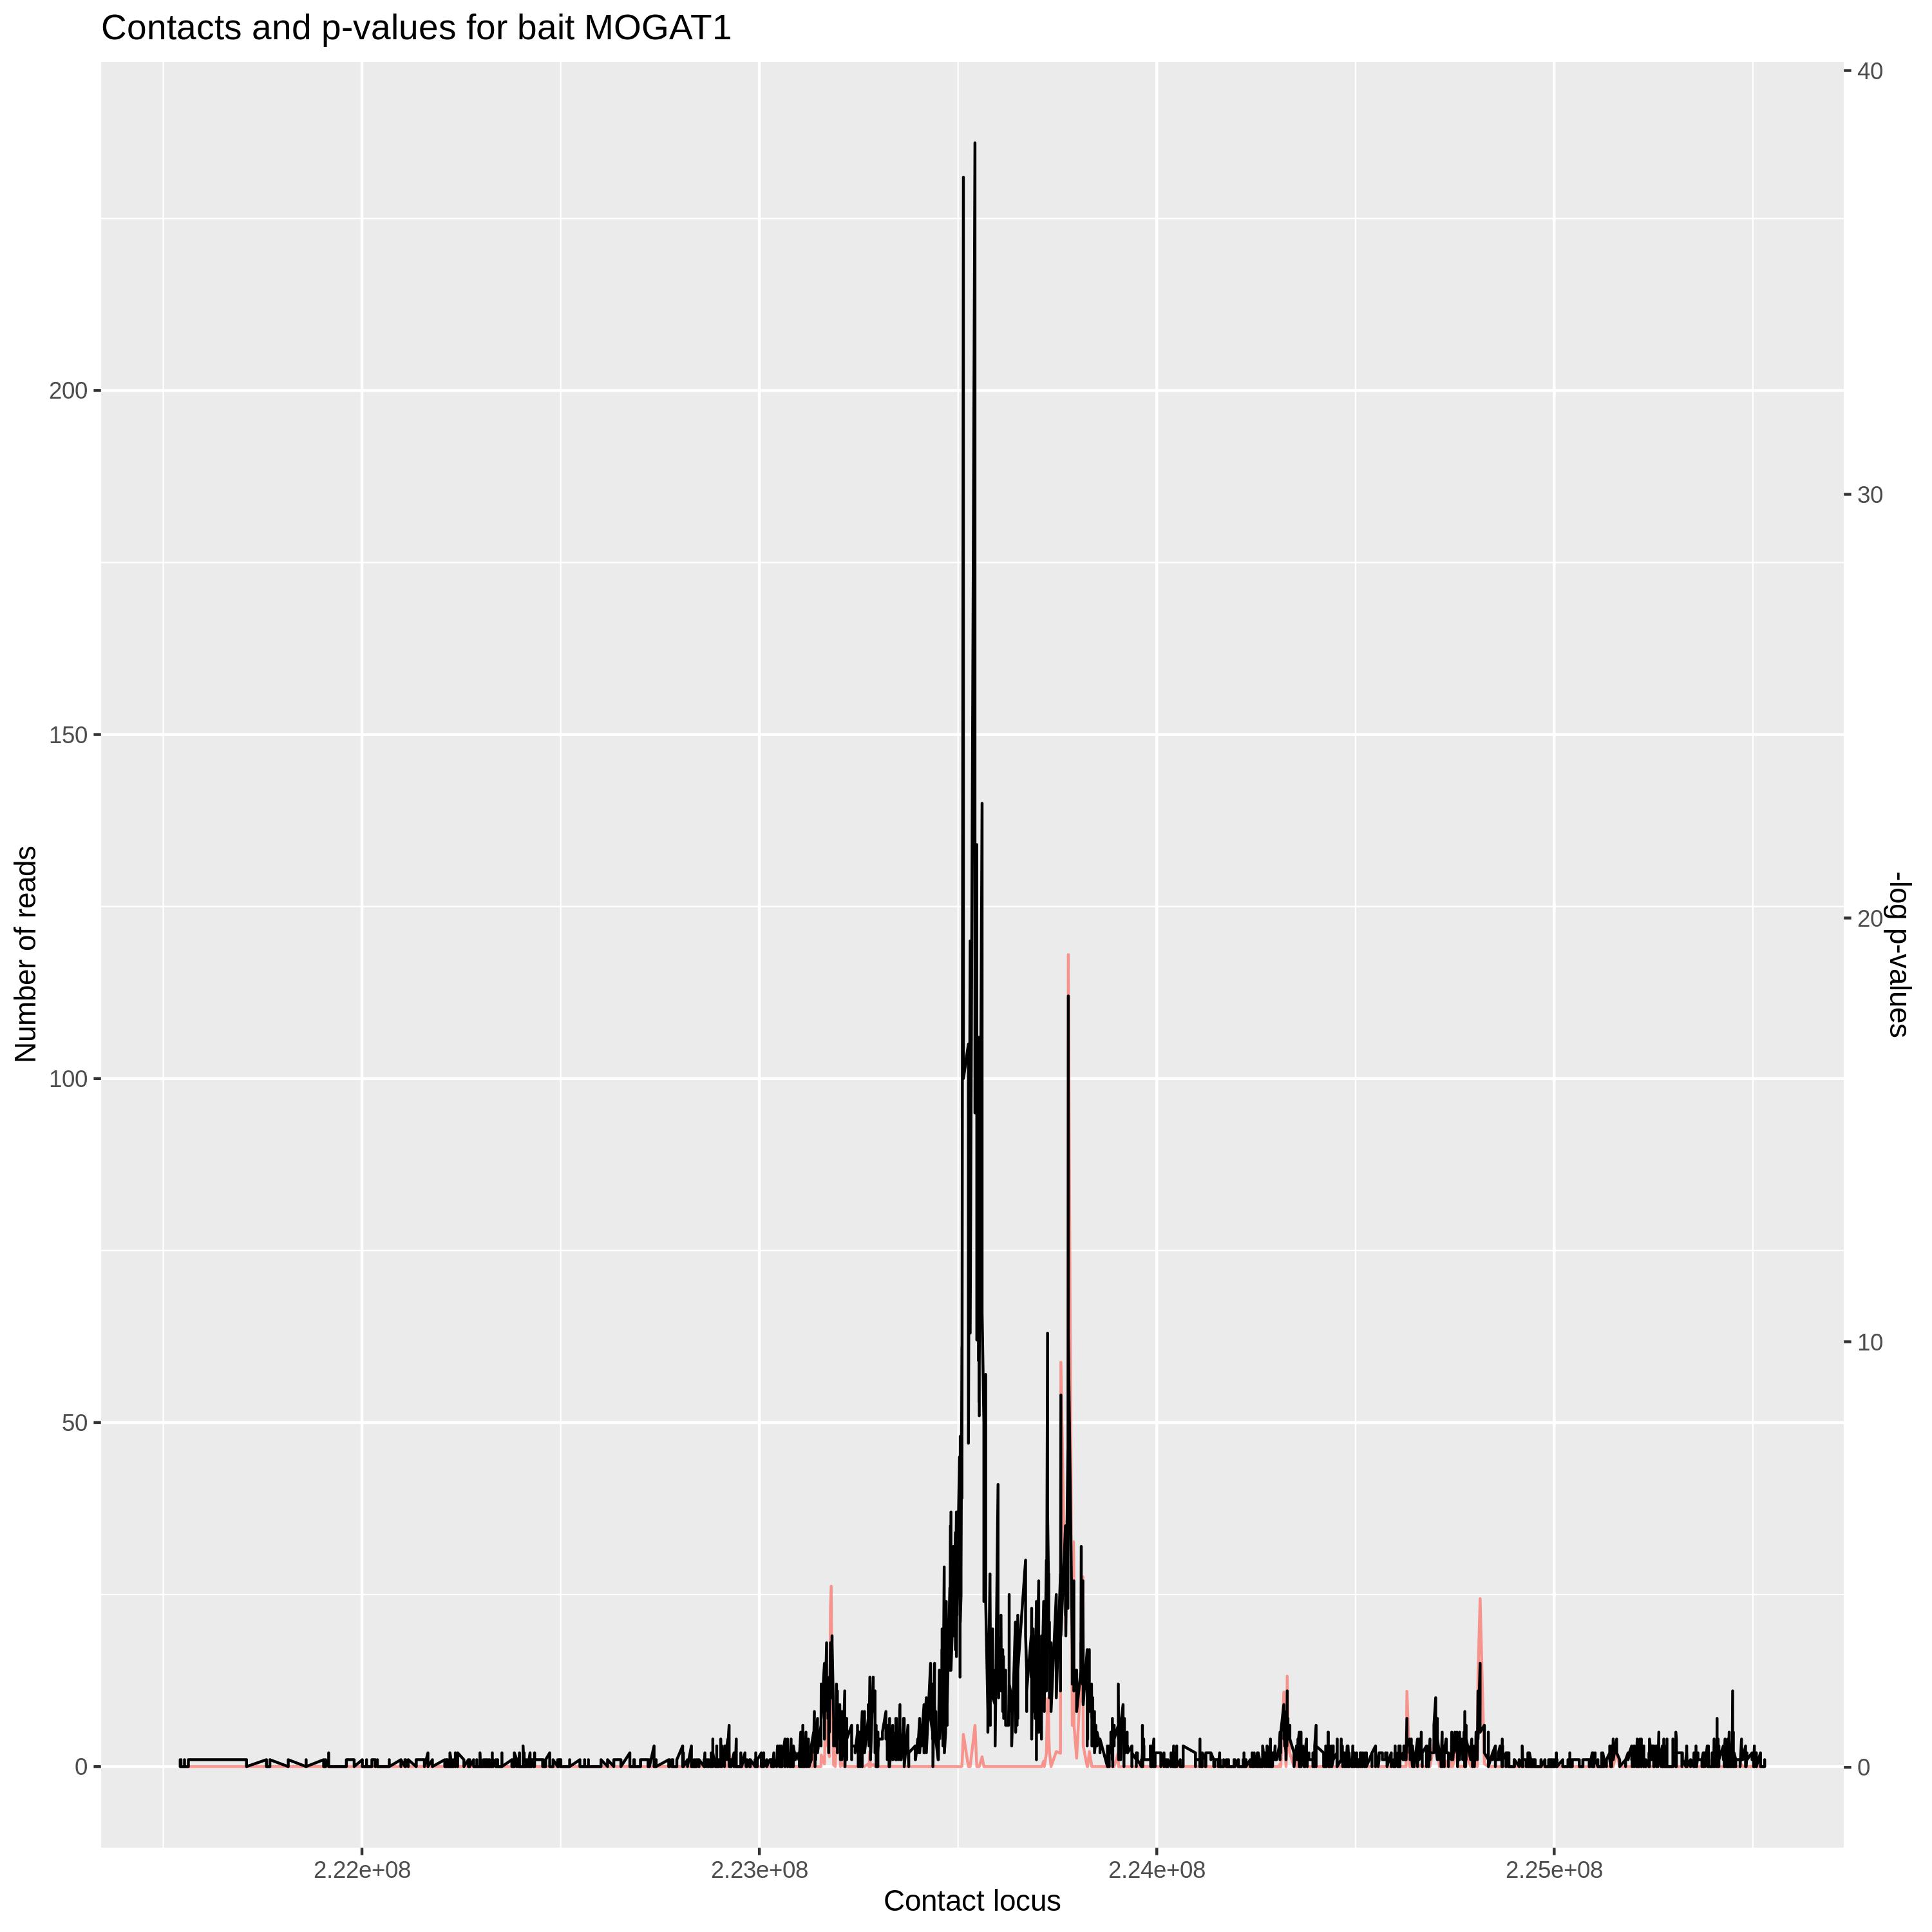 Contacts and p-values for bait MOGAT1
Number of reads
200
150
100
50
0
40
30
20
10
0
-log p-values
2.22e+08 2.23e+08 2.24e+08 2.25e+08
Contact locus